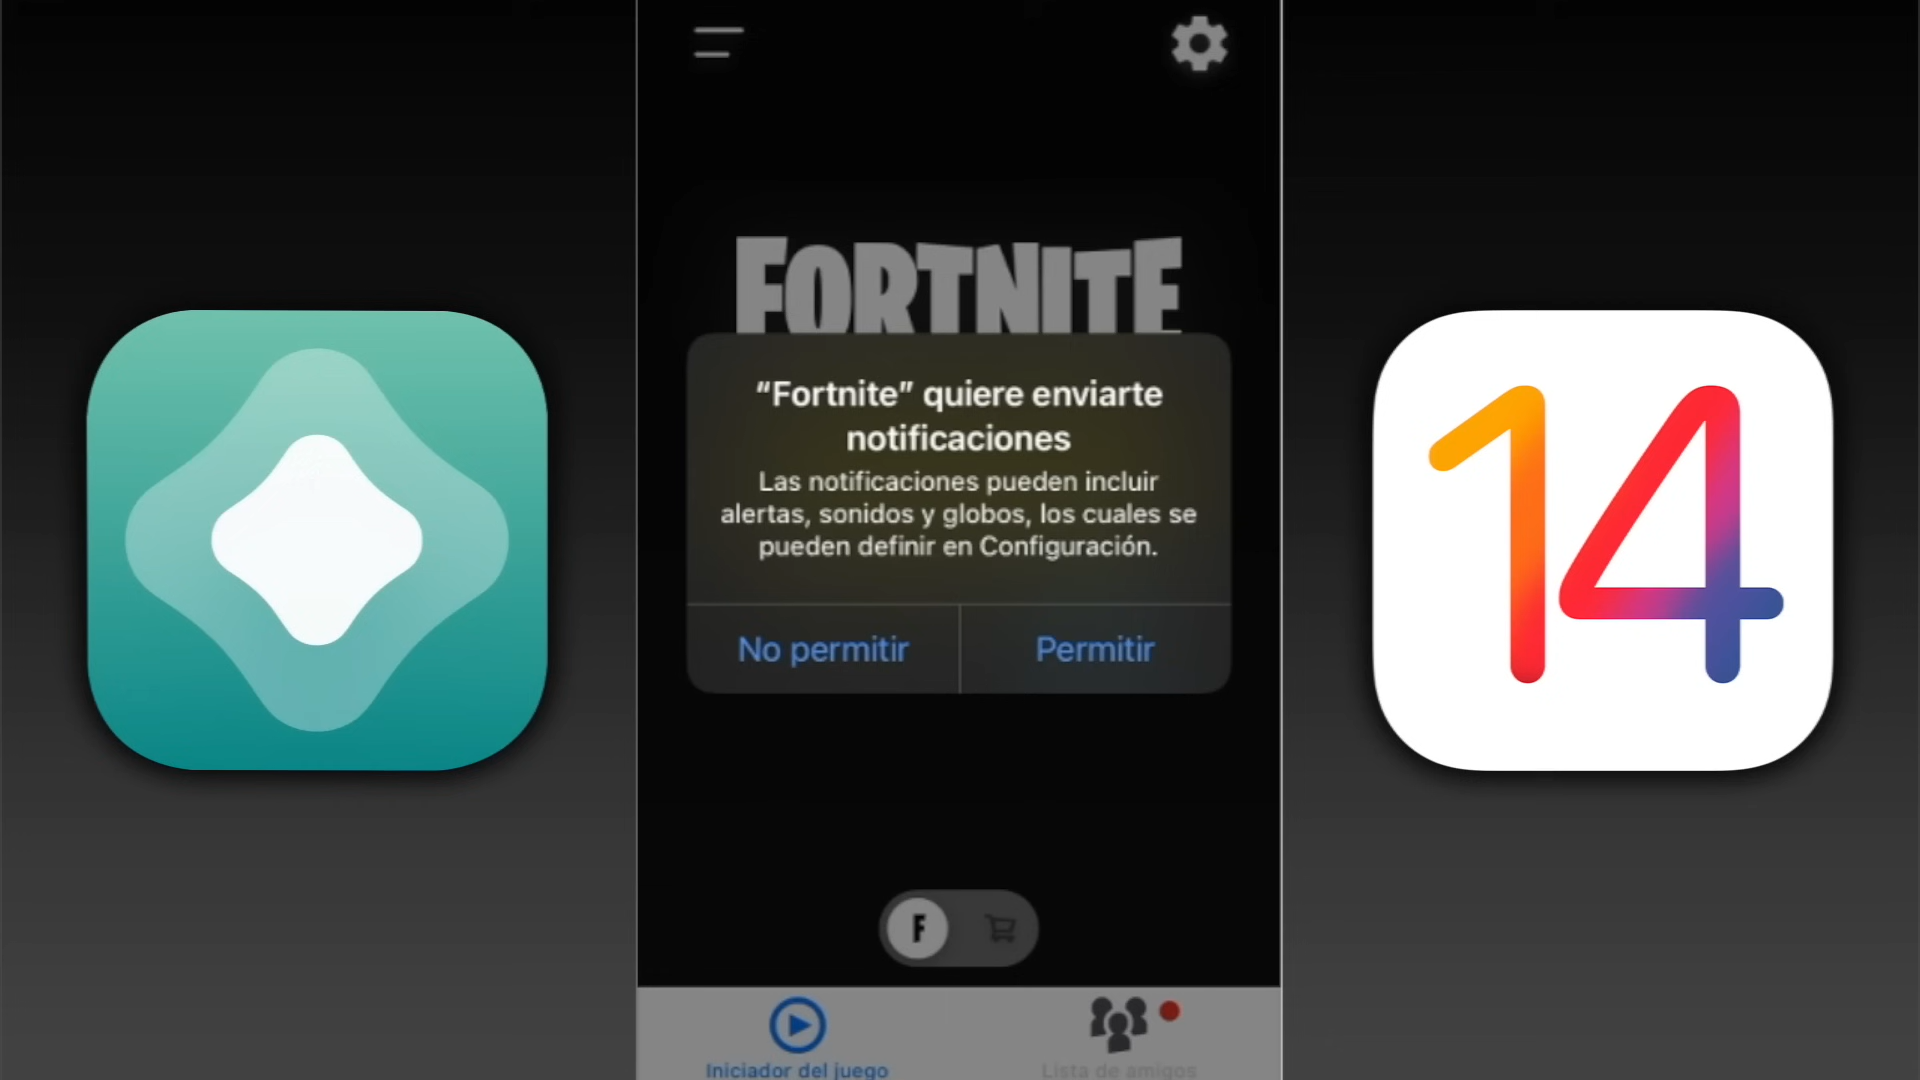 FORTNITE
“Fortnite” quiere enviarte
notificaciones
Las notificaciones pueden incluir
alertas, sonidos y globos, los cuales se
pueden definir en Configuración.
No permitir
Permitir
14
F
Iniciador del juego
Lista de amigos